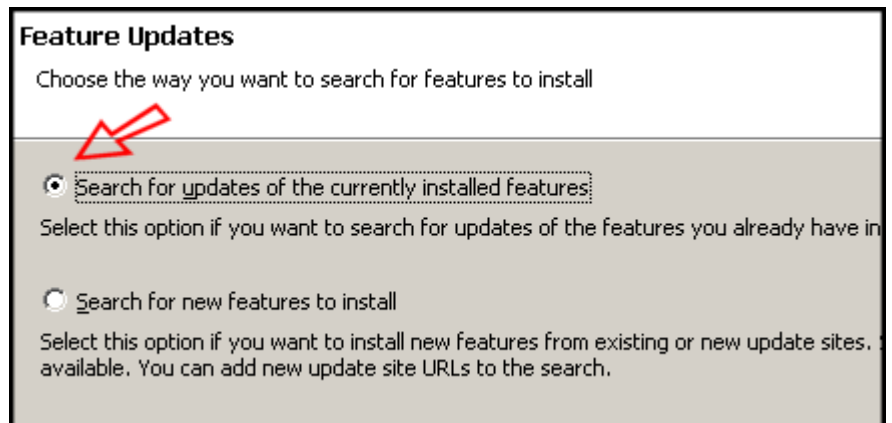 Feature Updates
Choose the way you want to search for features to install
Search for updates of the currently installed features
Select this option if you want to search for updates of the features you already have in
Search for new features to install
Select this option if you want to install new features from existing or new update sites.
available. You can add new update site URLs to the search.